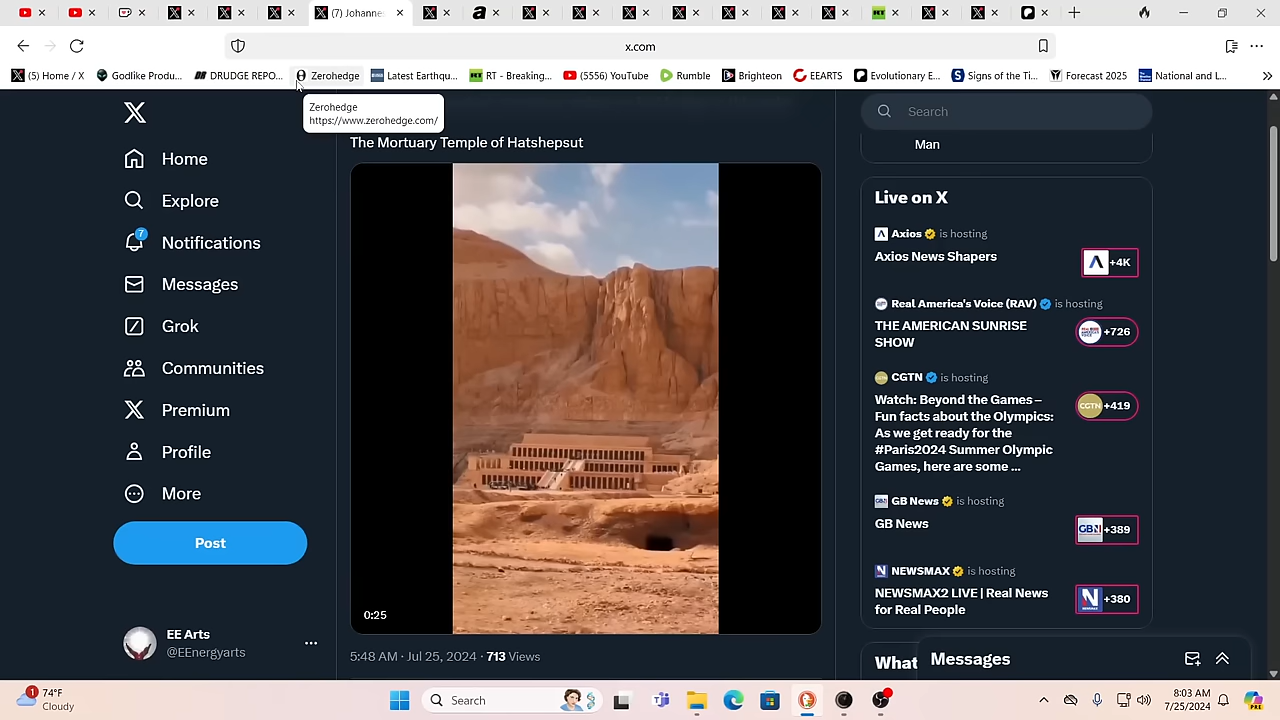 (7) Johannes
x.com
(5) Home / X
Godlike Produ...
DRUDGE REPO...
Zerohedge
Latest Earthqu...
RT - Breaking...
(5556) YouTube
Rumble
Brighteon
EEARTS
Evolutionary E...
Signs of the Ti...
Forecast 2025
National and L...
Zerohedge
https://www.zerohedge.com/
Home
Explore
7
Notifications
Messages
Grok
Communities
Premium
Profile
More
Post
EE Arts
@EEnergyarts
The Mortuary Temple of Hatshepsut
0:25
5:48 AM · Jul 25, 2024 · 713 Views
Search
Man
Live on X
Axios is hosting
Axios News Shapers
+4K
Real America's Voice (RAV) is hosting
THE AMERICAN SUNRISE
SHOW
+726
CGTN is hosting
Watch: Beyond the Games –
Fun facts about the Olympics:
As we get ready for the
#Paris2024 Summer Olympic
Games, here are some ...
CGTN
+419
GB News is hosting
GB News
GBN
+389
NEWSMAX is hosting
NEWSMAX2 LIVE | Real News
for Real People
+380
What
Messages
1
74°F
Cloudy
Search
8:03 AM
7/25/2024
PRE